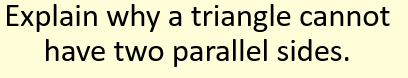 Explain why a triangle cannot
have two parallel sides.